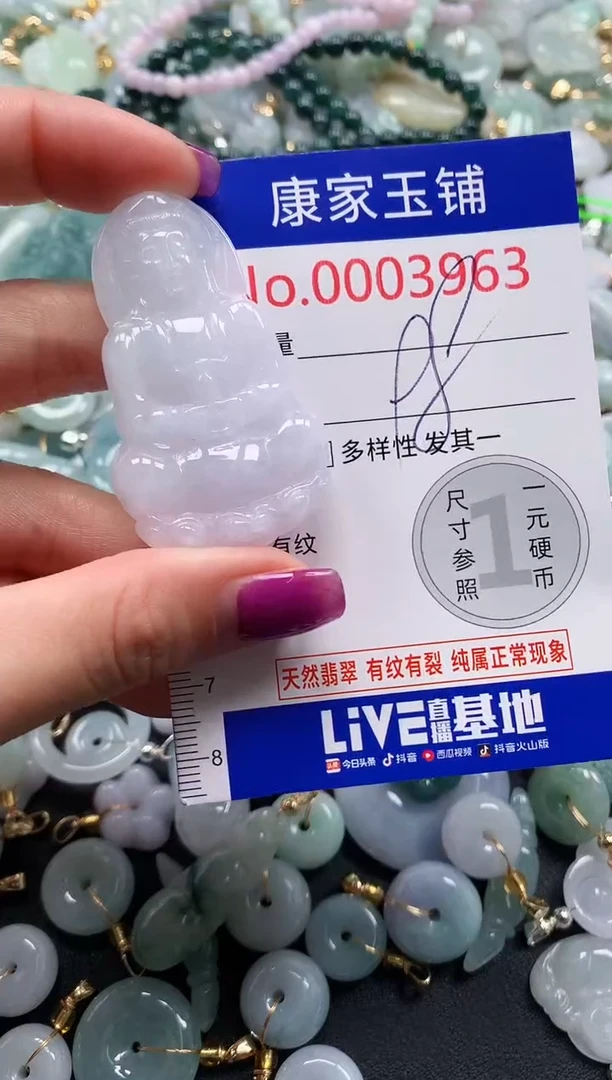 康家玉铺
No.0003963
量
98
]多样性发其一
尺寸参照
1
一元硬币
有纹
天然翡翠 有纹有裂 纯属正常现象
7
8
LiVE直播基地
头条 今日头条 抖音 西瓜视频 抖音火山版